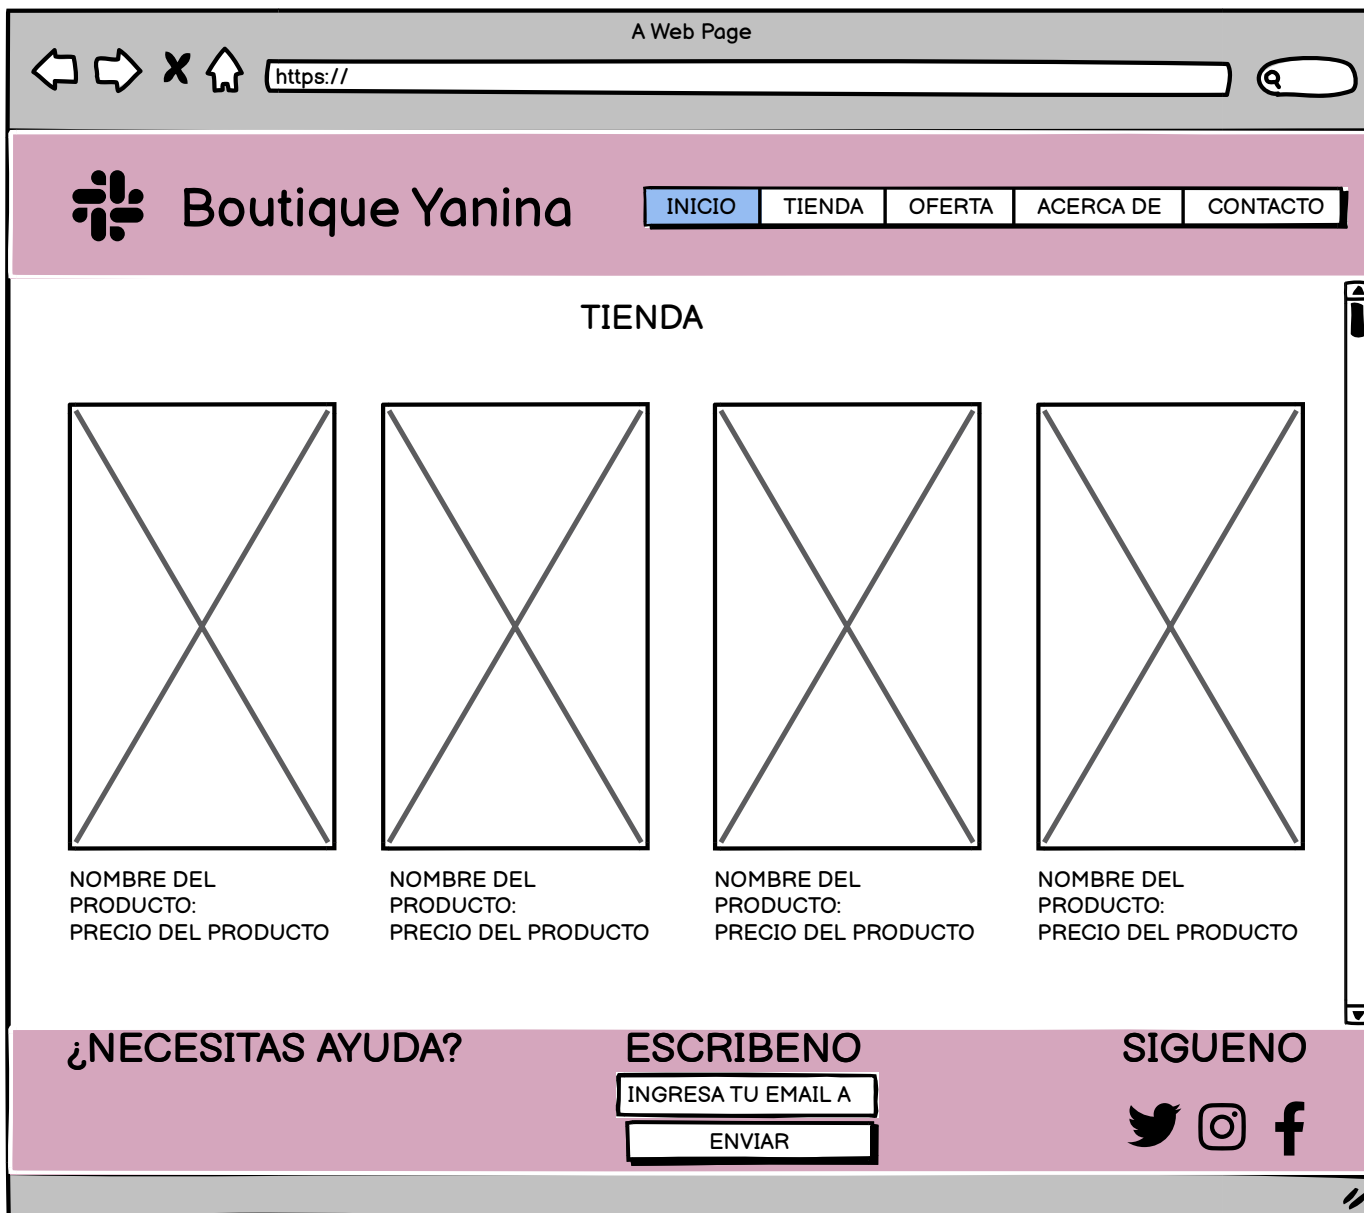 A Web Page
https://
Boutique Yanina
INICIO TIENDA OFERTA ACERCA DE CONTACTO
TIENDA
NOMBRE DEL
PRODUCTO:
PRECIO DEL PRODUCTO
NOMBRE DEL
PRODUCTO:
PRECIO DEL PRODUCTO
NOMBRE DEL
PRODUCTO:
PRECIO DEL PRODUCTO
NOMBRE DEL
PRODUCTO:
PRECIO DEL PRODUCTO
¿NECESITAS AYUDA?
ESCRIBENO
INGRESA TU EMAIL A
ENVIAR
SIGUENO